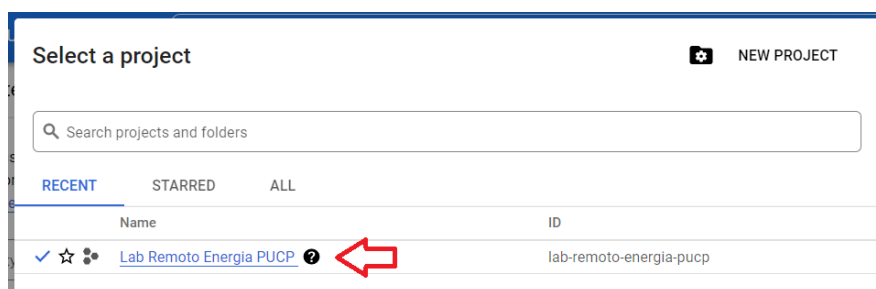 Select a project
NEW PROJECT
Search projects and folders
RECENT STARRED ALL
Name ID
Lab Remoto Energia PUCP lab-remoto-energia-pucp